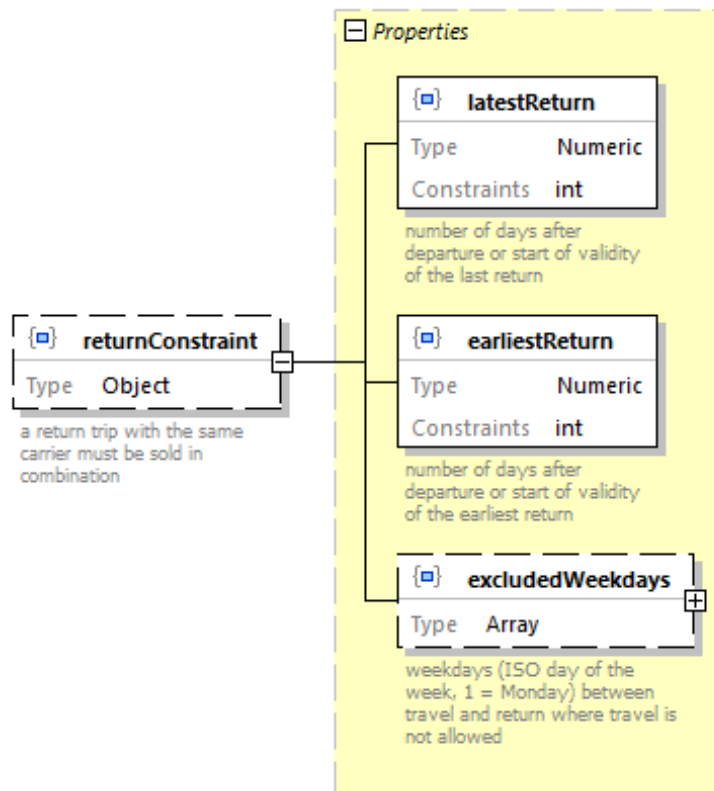 Properties
latestReturn
Type Numeric
Constraints int
number of days after
departure or start of validity
of the last return
returnConstraint
Type Object
a return trip with the same
carrier must be sold in
combination
earliestReturn
Type Numeric
Constraints int
number of days after
departure or start of validity
of the earliest return
excludedWeekdays
Type Array
weekdays (ISO day of the
week, 1 = Monday) between
travel and return where travel is
not allowed